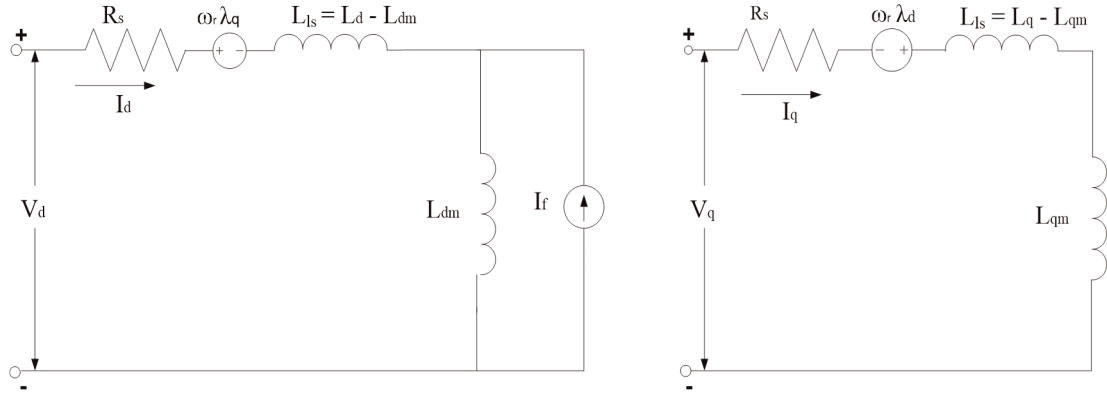 Rs
ωr λq
Lls = Ld - Ldm
+
+ -
Id
Vd
Ldm
If
-
Rs
ωr λd
Lls = Lq - Lqm
+
- +
Iq
Vq
Lqm
-